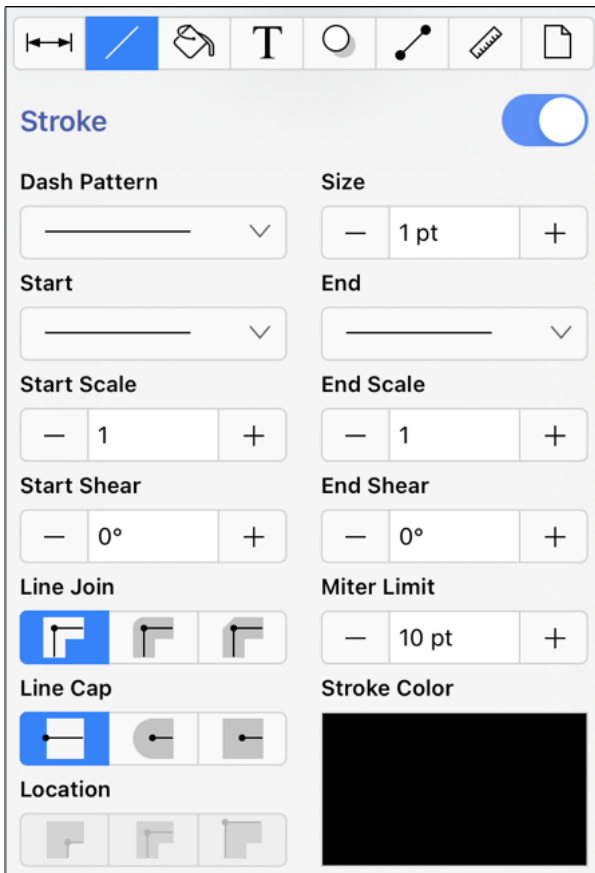 T
Stroke
Dash Pattern Size
1 pt
Start End
Start Scale End Scale
1 1
Start Shear End Shear
0° 0°
Line Join Miter Limit
10 pt
Line Cap Stroke Color
Location